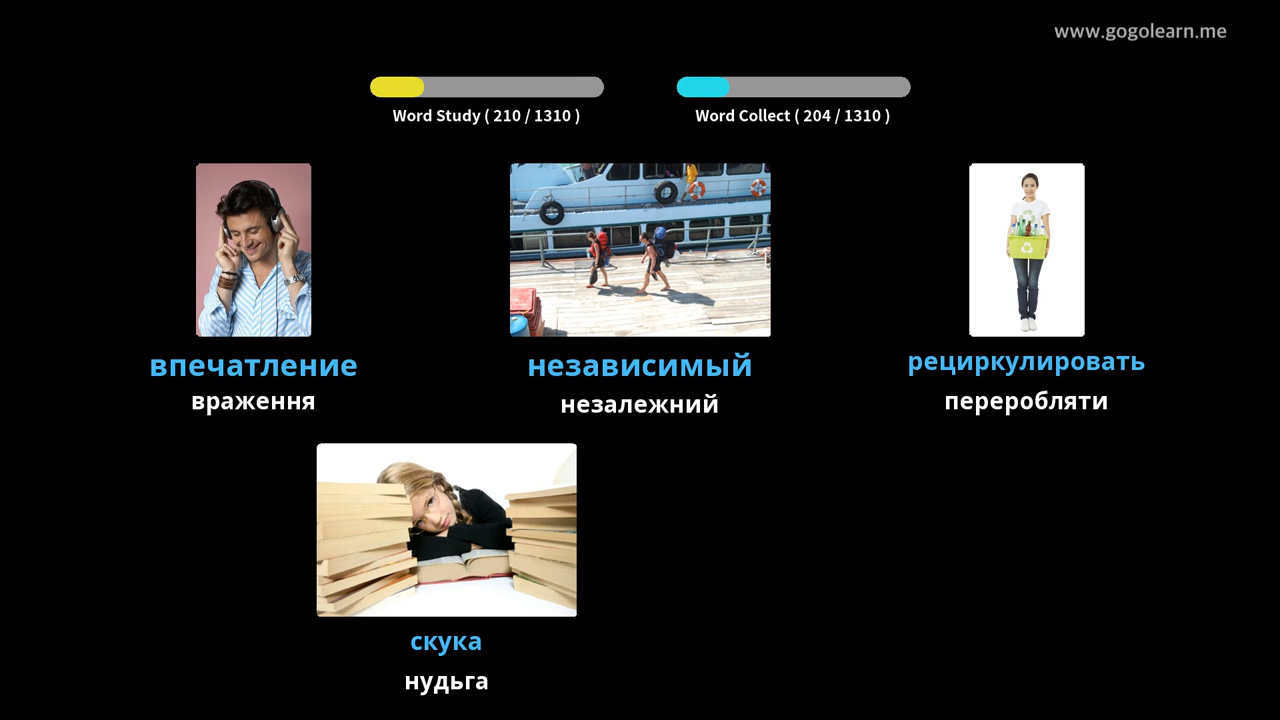 www.gogolearn.me
Word Study ( 210 / 1310 )
Word Collect ( 204 / 1310 )
впечатление
враження
независимый
незалежний
рециркулировать
переробляти
скука
нудьга